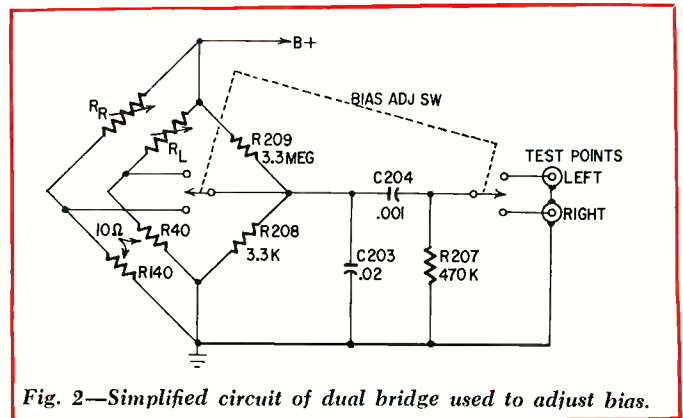 B+
BIAS ADJ SW
RR
RL
R209
3.3MEG
C204
.001
TEST POINTS
LEFT
RIGHT
10Ω
R40
R140
R208
3.3K
C203
.02
R207
470K
Fig. 2—Simplified circuit of dual bridge used to adjust bias.